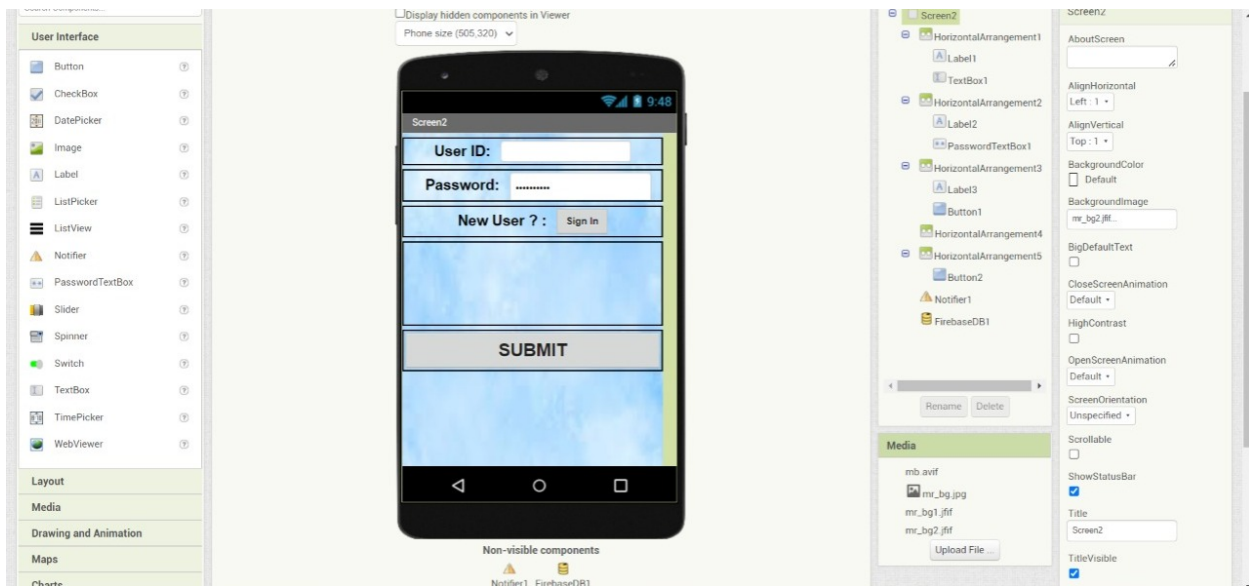 Search Components...
User Interface
Button
CheckBox
DatePicker
Image
Label
ListPicker
ListView
Notifier
PasswordTextBox
Slider
Spinner
Switch
TextBox
TimePicker
WebViewer
Layout
Media
Drawing and Animation
Maps
Charts
Display hidden components in Viewer
Phone size (505,320)
9:48
Screen2
User ID:
Password: ..........
New User ? : Sign In
SUBMIT
Non-visible components
Notifier1 FirebaseDB1
Screen2
HorizontalArrangement1
Label1
TextBox1
HorizontalArrangement2
Label2
PasswordTextBox1
HorizontalArrangement3
Label3
Button1
HorizontalArrangement4
HorizontalArrangement5
Button2
Notifier1
FirebaseDB1
Rename Delete
Media
mb.avif
mr_bg.jpg
mr_bg1.jfif
mr_bg2.jfif
Upload File ...
Screen2
AboutScreen
AlignHorizontal
Left : 1
AlignVertical
Top : 1
BackgroundColor
Default
BackgroundImage
mr_bg2.jfif...
BigDefaultText
CloseScreenAnimation
Default
HighContrast
OpenScreenAnimation
Default
ScreenOrientation
Unspecified
Scrollable
ShowStatusBar
Title
Screen2
TitleVisible